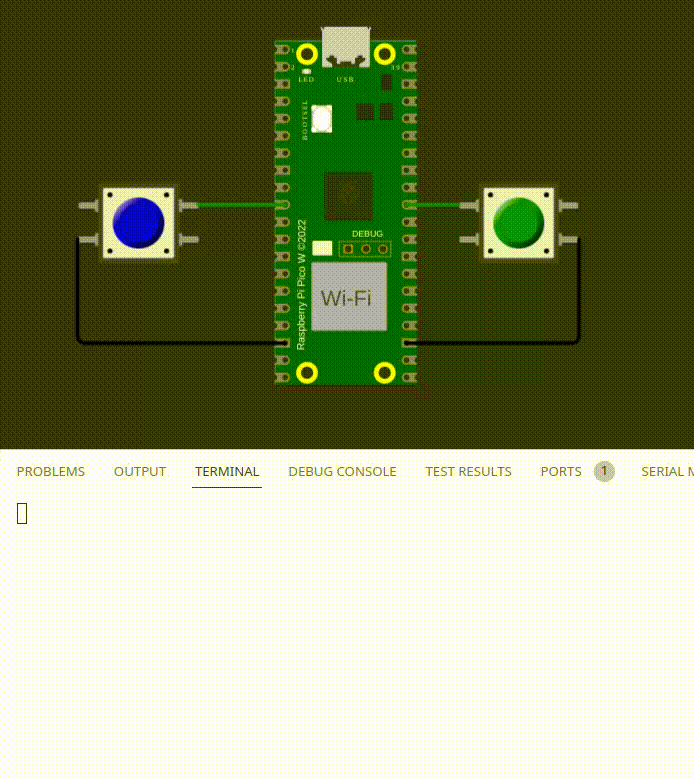 1
2
39
LED
USB
BOOTSEL
DEBUG
Raspberry Pi Pico W ©2022
Wi-Fi
PROBLEMS OUTPUT TERMINAL DEBUG CONSOLE TEST RESULTS PORTS 1 SERIAL M